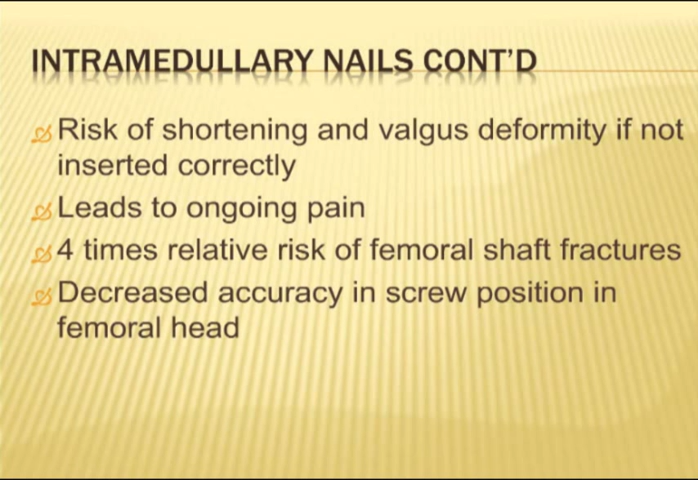 INTRAMEDULLARY NAILS CONT’D
Risk of shortening and valgus deformity if not
inserted correctly
Leads to ongoing pain
4 times relative risk of femoral shaft fractures
Decreased accuracy in screw position in
femoral head